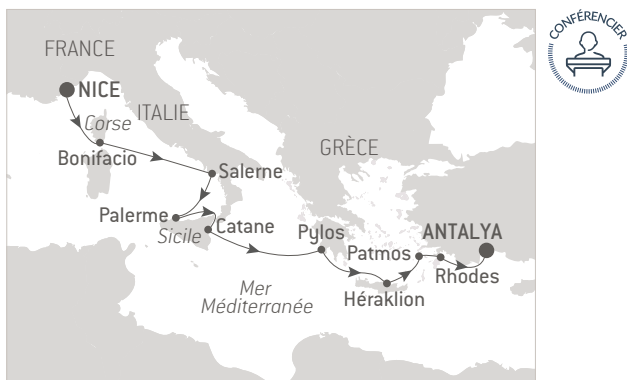 FRANCE
CONFÉRENCIER
NICE
Corse
ITALIE
Bonifacio
GRÈCE
Salerne
Palerme
Catane
Sicile
Pylos
ANTALYA
Patmos
Rhodes
Héraklion
Mer
Méditerranée